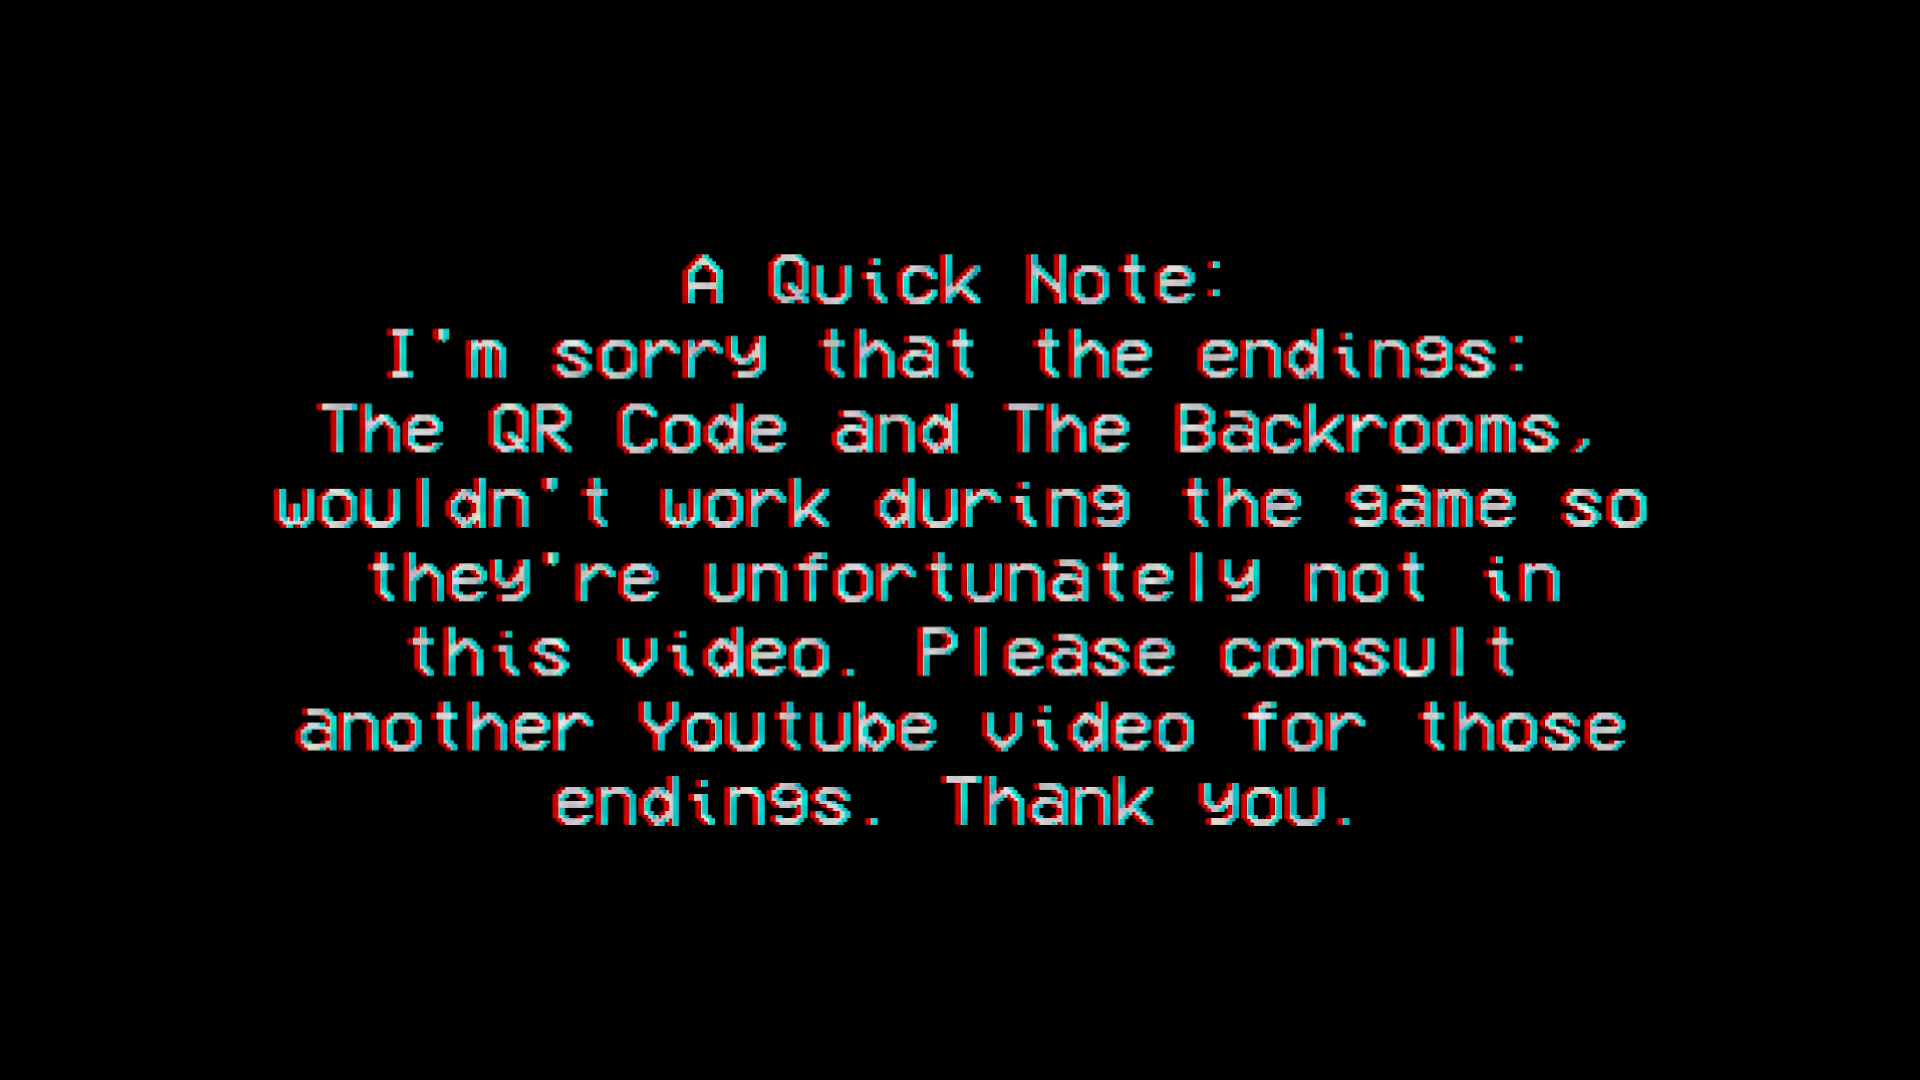 A Quick Note:
I'm sorry that the endings:
The QR Code and The Backrooms,
wouldn't work during the game so
they're unfortunately not in
this video. Please consult
another Youtube video for those
endings. Thank you.